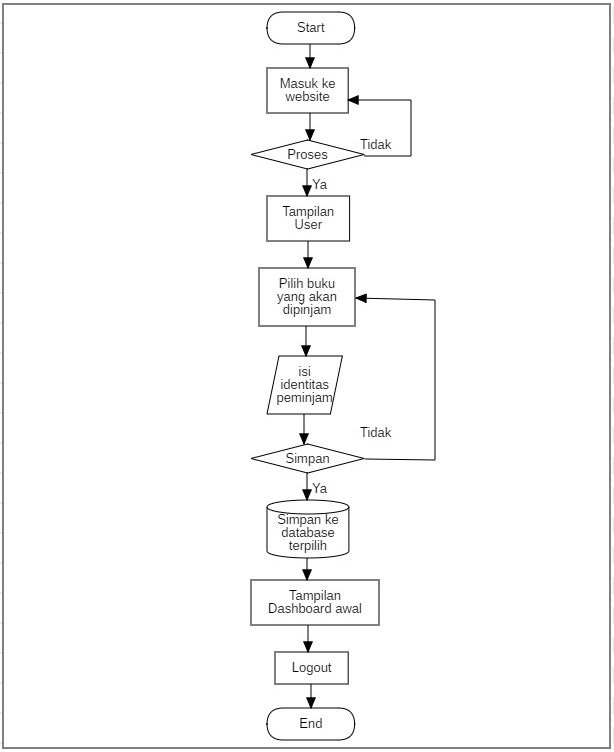 Start
Masuk ke
website
Tidak
Proses
Ya
Tampilan
User
Pilih buku
yang akan
dipinjam
isi
identitas
peminjam
Tidak
Simpan
Ya
Simpan ke
database
terpilih
Tampilan
Dashboard awal
Logout
End